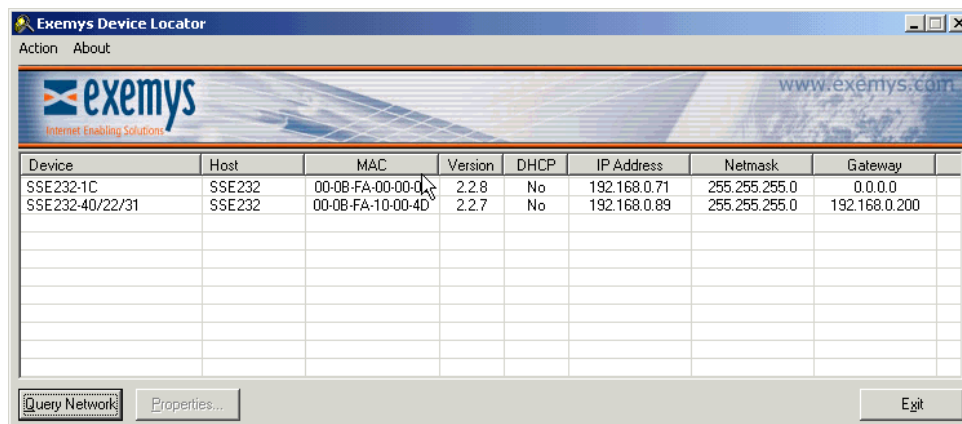 Exemys Device Locator
Action About
exemys
Internet Enabling Solutions
www.exemys.com
Device Host MAC Version DHCP IP Address Netmask Gateway
SSE232-1C SSE232 2.2.8 No 192.168.0.71 255.255.255.0 0.0.0.0
SSE232-40/22/31 SSE232 00-0B-FA-10-00-4D 2.2.7 No 192.168.0.89 255.255.255.0 192.168.0.200
Query Network Properties... Exit